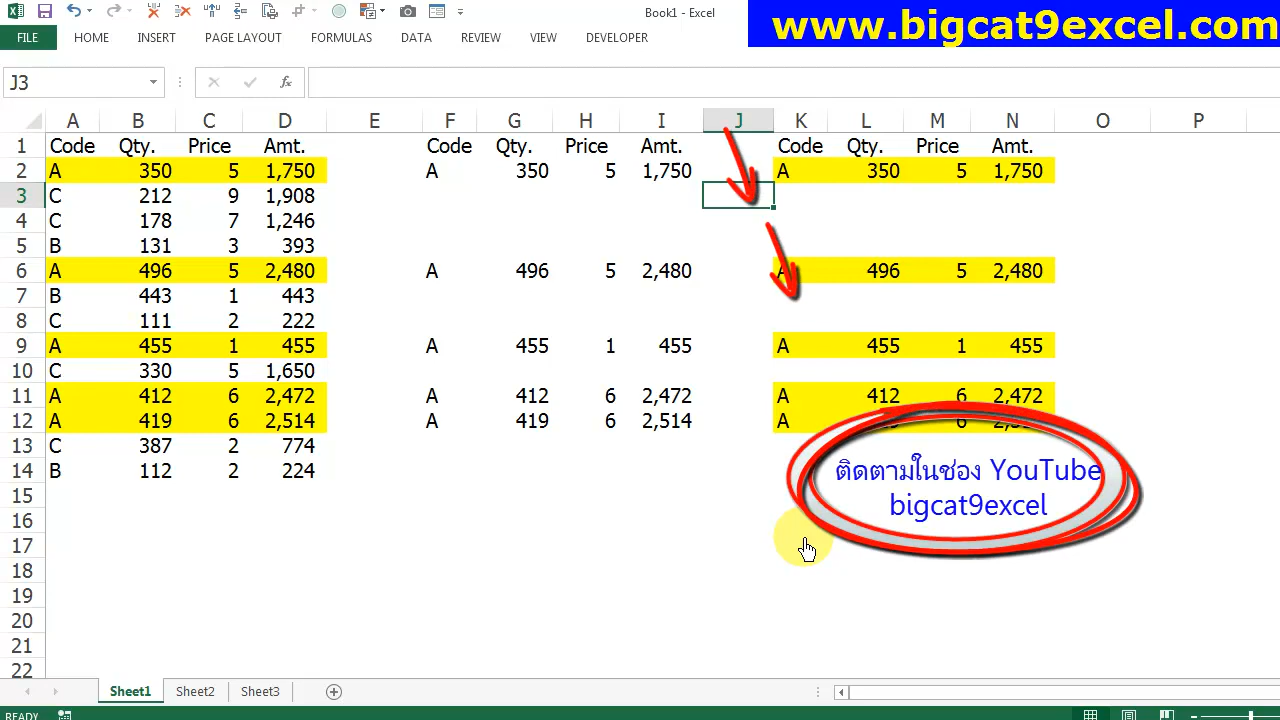 Book1 - Excel
www.bigcat9excel.com
FILE HOME INSERT PAGE LAYOUT FORMULAS DATA REVIEW VIEW DEVELOPER
J3 fx
A B C D E F G H I J K L M N O P
1 Code Qty. Price Amt. Code Qty. Price Amt. Code Qty. Price Amt.
2 A 350 5 1,750 A 350 5 1,750 A 350 5 1,750
3 C 212 9 1,908
4 C 178 7 1,246
5 B 131 3 393
6 A 496 5 2,480 A 496 5 2,480 A 496 5 2,480
7 B 443 1 443
8 C 111 2 222
9 A 455 1 455 A 455 1 455 A 455 1 455
10 C 330 5 1,650
11 A 412 6 2,472 A 412 6 2,472 A 412 6 2,472
12 A 419 6 2,514 A 419 6 2,514 A 6
13 C 387 2 774
14 B 112 2 224
ติดตามในช่อง YouTube
bigcat9excel
15
16
17
18
19
20
21
22
Sheet1 Sheet2 Sheet3
READY